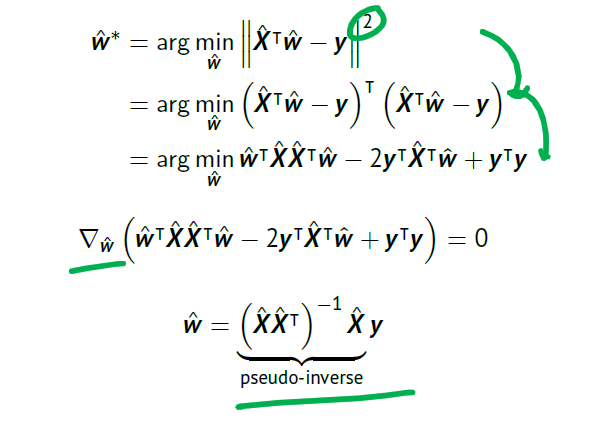 ŵ* = arg min_ŵ ‖X̂ᵀŵ − y‖²
= arg min_ŵ (X̂ᵀŵ − y)ᵀ (X̂ᵀŵ − y)
= arg min_ŵ ŵᵀX̂X̂ᵀŵ − 2yᵀX̂ᵀŵ + yᵀy
∇_ŵ (ŵᵀX̂X̂ᵀŵ − 2yᵀX̂ᵀŵ + yᵀy) = 0
ŵ = (X̂X̂ᵀ)⁻¹ X̂ y
pseudo-inverse